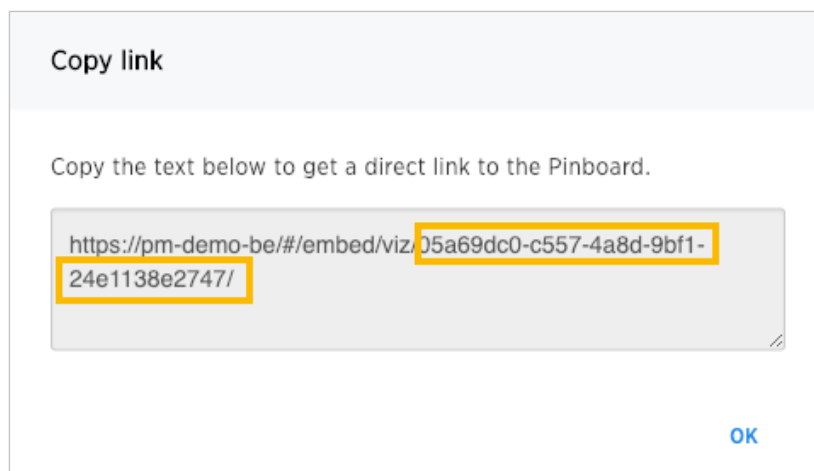 Copy link
Copy the text below to get a direct link to the Pinboard.
https://pm-demo-be/#/embed/viz/05a69dc0-c557-4a8d-9bf1-
24e1138e2747/
OK